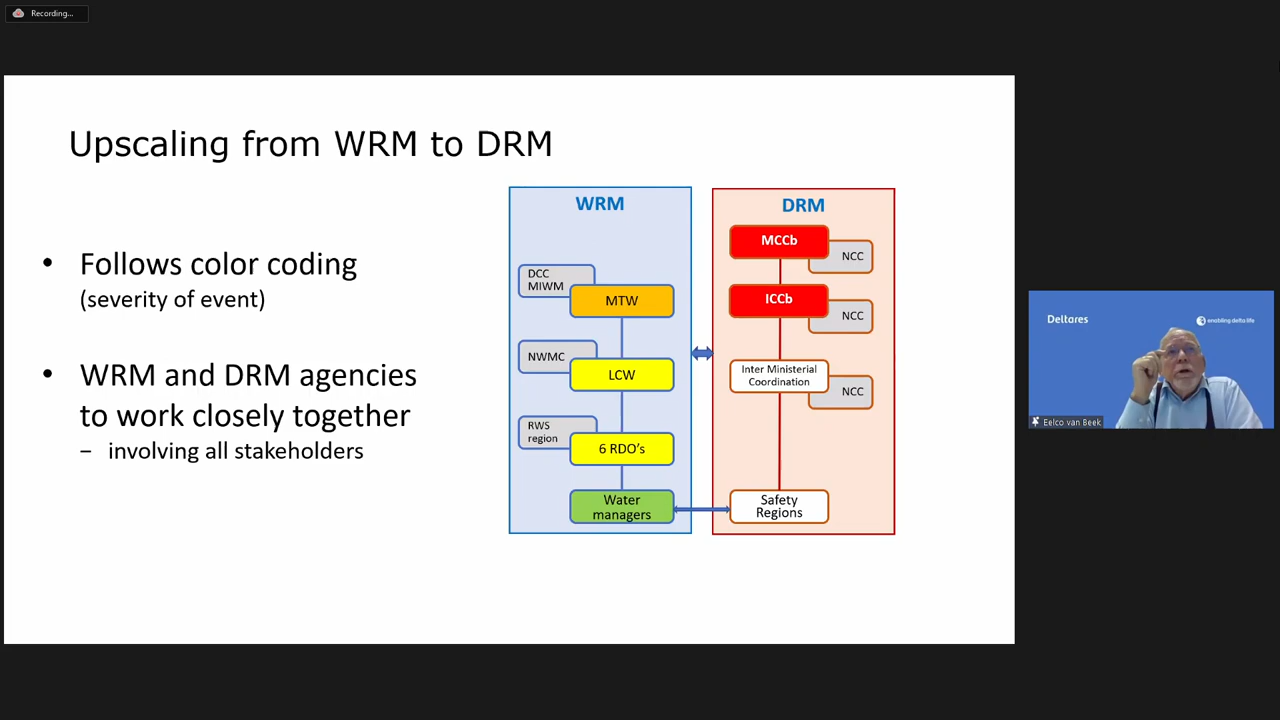 Recording...
Upscaling from WRM to DRM
• Follows color coding
(severity of event)
• WRM and DRM agencies
to work closely together
– involving all stakeholders
WRM
DCC
MIWM
MTW
NWMC
LCW
RWS
region
6 RDO's
Water
managers
DRM
MCCb
NCC
ICCb
NCC
Inter Ministerial
Coordination
NCC
Safety
Regions
Deltares
enabling delta life
Eelco van Beek